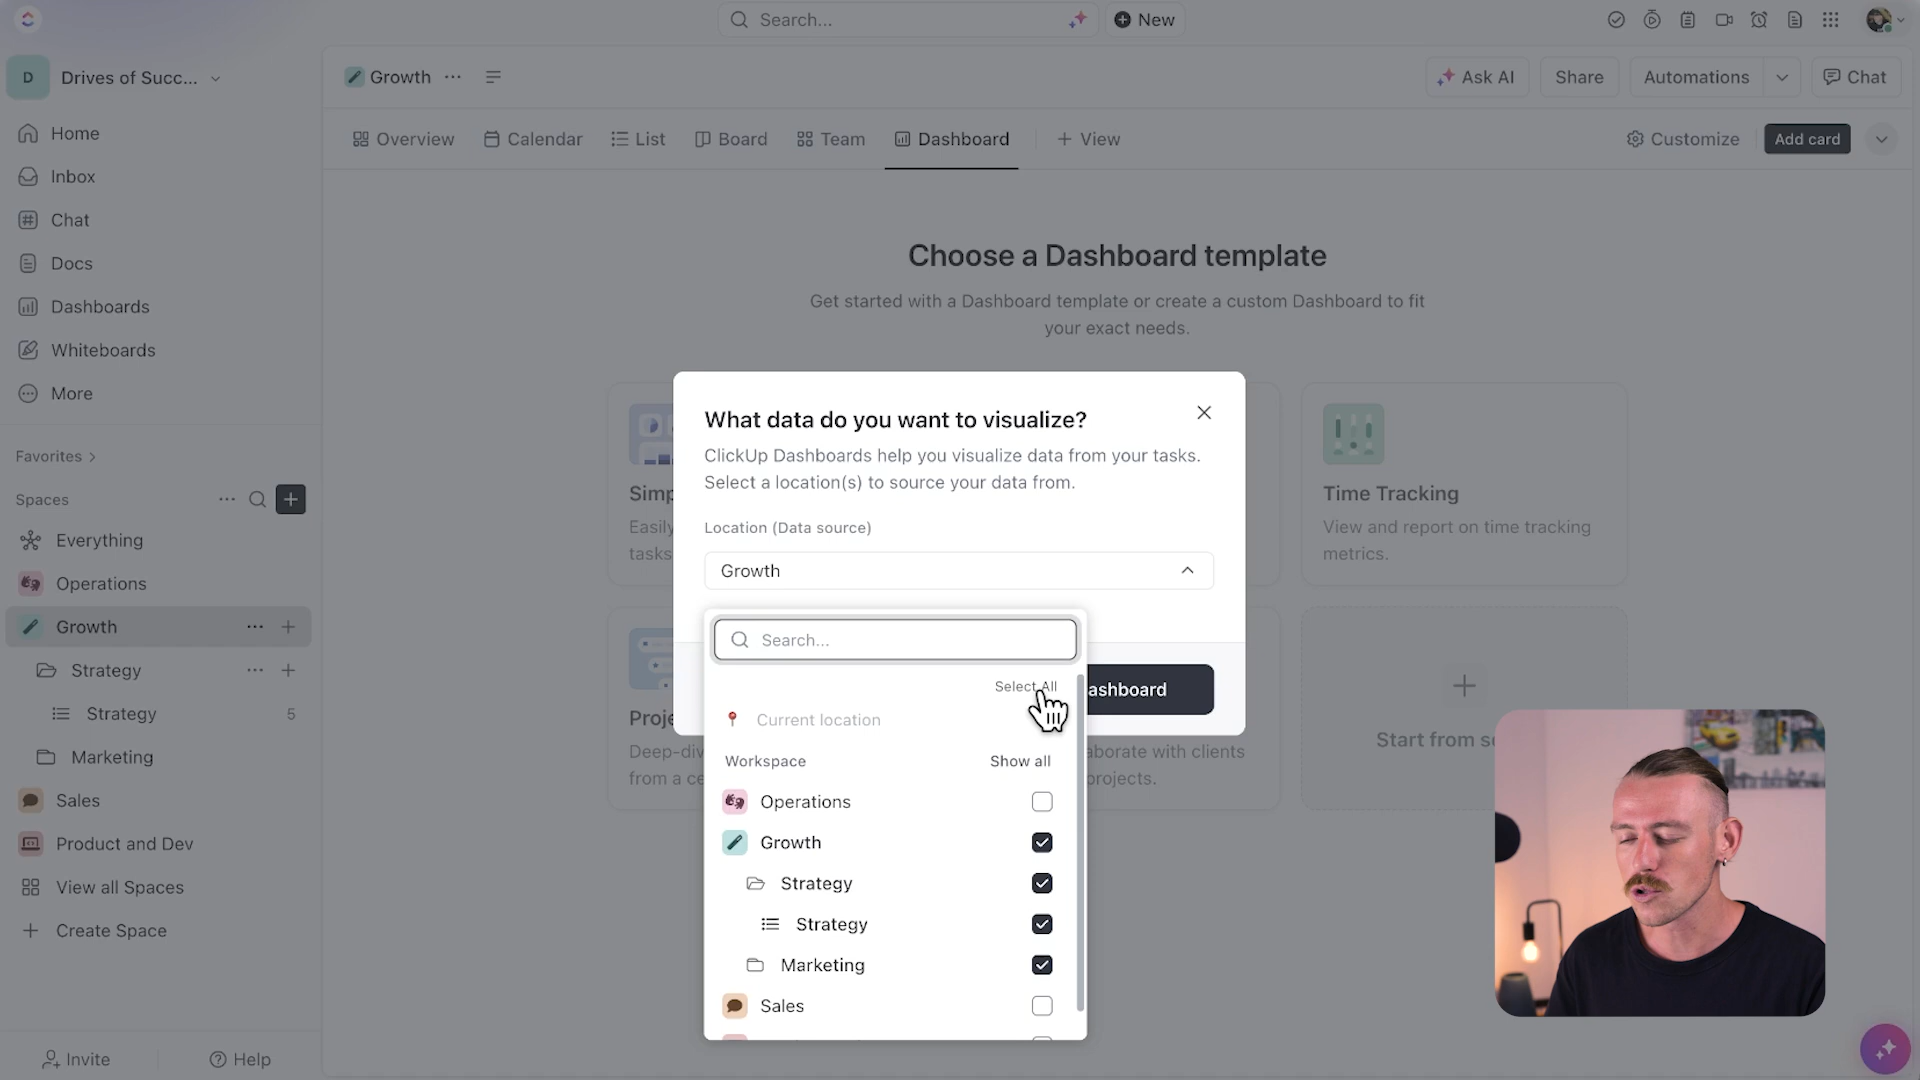 Search...
New
D
Drives of Succ...
Growth
Ask AI
Share
Automations
Chat
Overview
Calendar
List
Board
Team
Dashboard
View
Customize
Add card
Home
Inbox
Chat
Docs
Dashboards
Whiteboards
More
Favorites
Spaces
Everything
Operations
Growth
Strategy
Strategy
5
Marketing
Sales
Product and Dev
View all Spaces
Create Space
Invite
Help
Choose a Dashboard template
Get started with a Dashboard template or create a custom Dashboard to fit
your exact needs.
Time Tracking
View and report on time tracking
metrics.
Easily
tasks
from a ce
with clients
projects.
Start from
What data do you want to visualize?
ClickUp Dashboards help you visualize data from your tasks.
Select a location(s) to source your data from.
Location (Data source)
Growth
Search...
Select All
Current location
Workspace
Show all
Operations
Growth
Strategy
Strategy
Marketing
Sales
ashboard